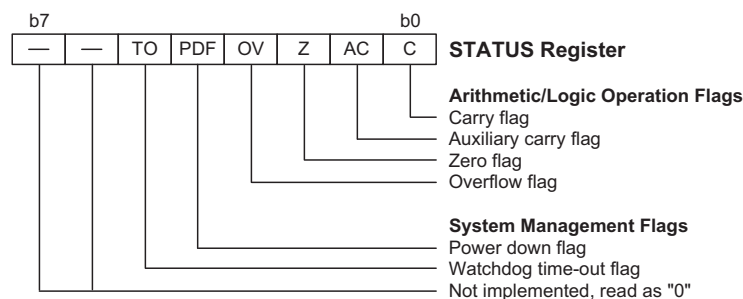 b7 b0
— — TO PDF OV Z AC C STATUS Register
Arithmetic/Logic Operation Flags
Carry flag
Auxiliary carry flag
Zero flag
Overflow flag
System Management Flags
Power down flag
Watchdog time-out flag
Not implemented, read as "0"